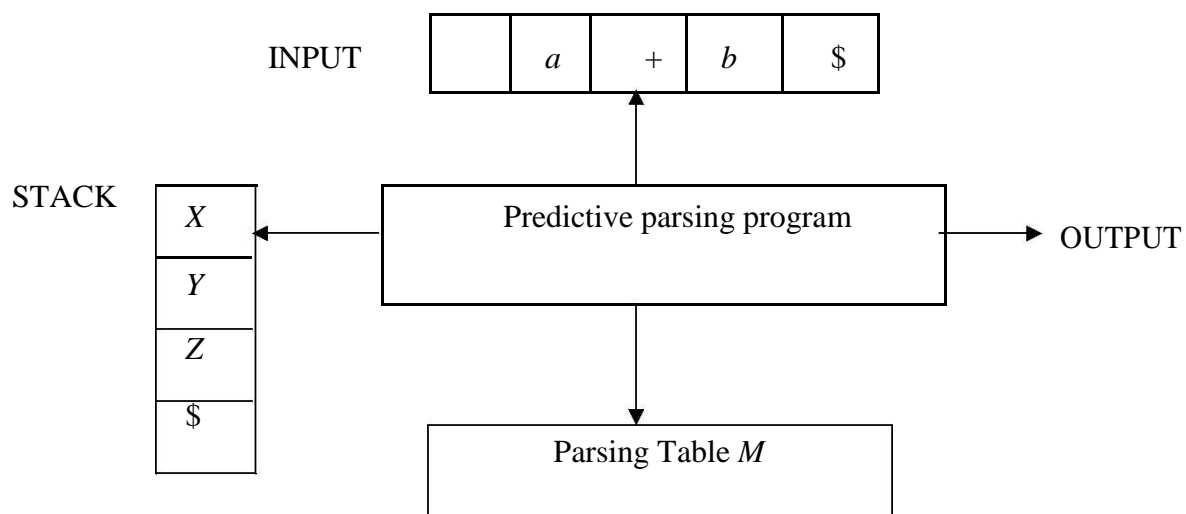 INPUT a + b $
STACK X Predictive parsing program
Y
OUTPUT
Z
$
Parsing Table M